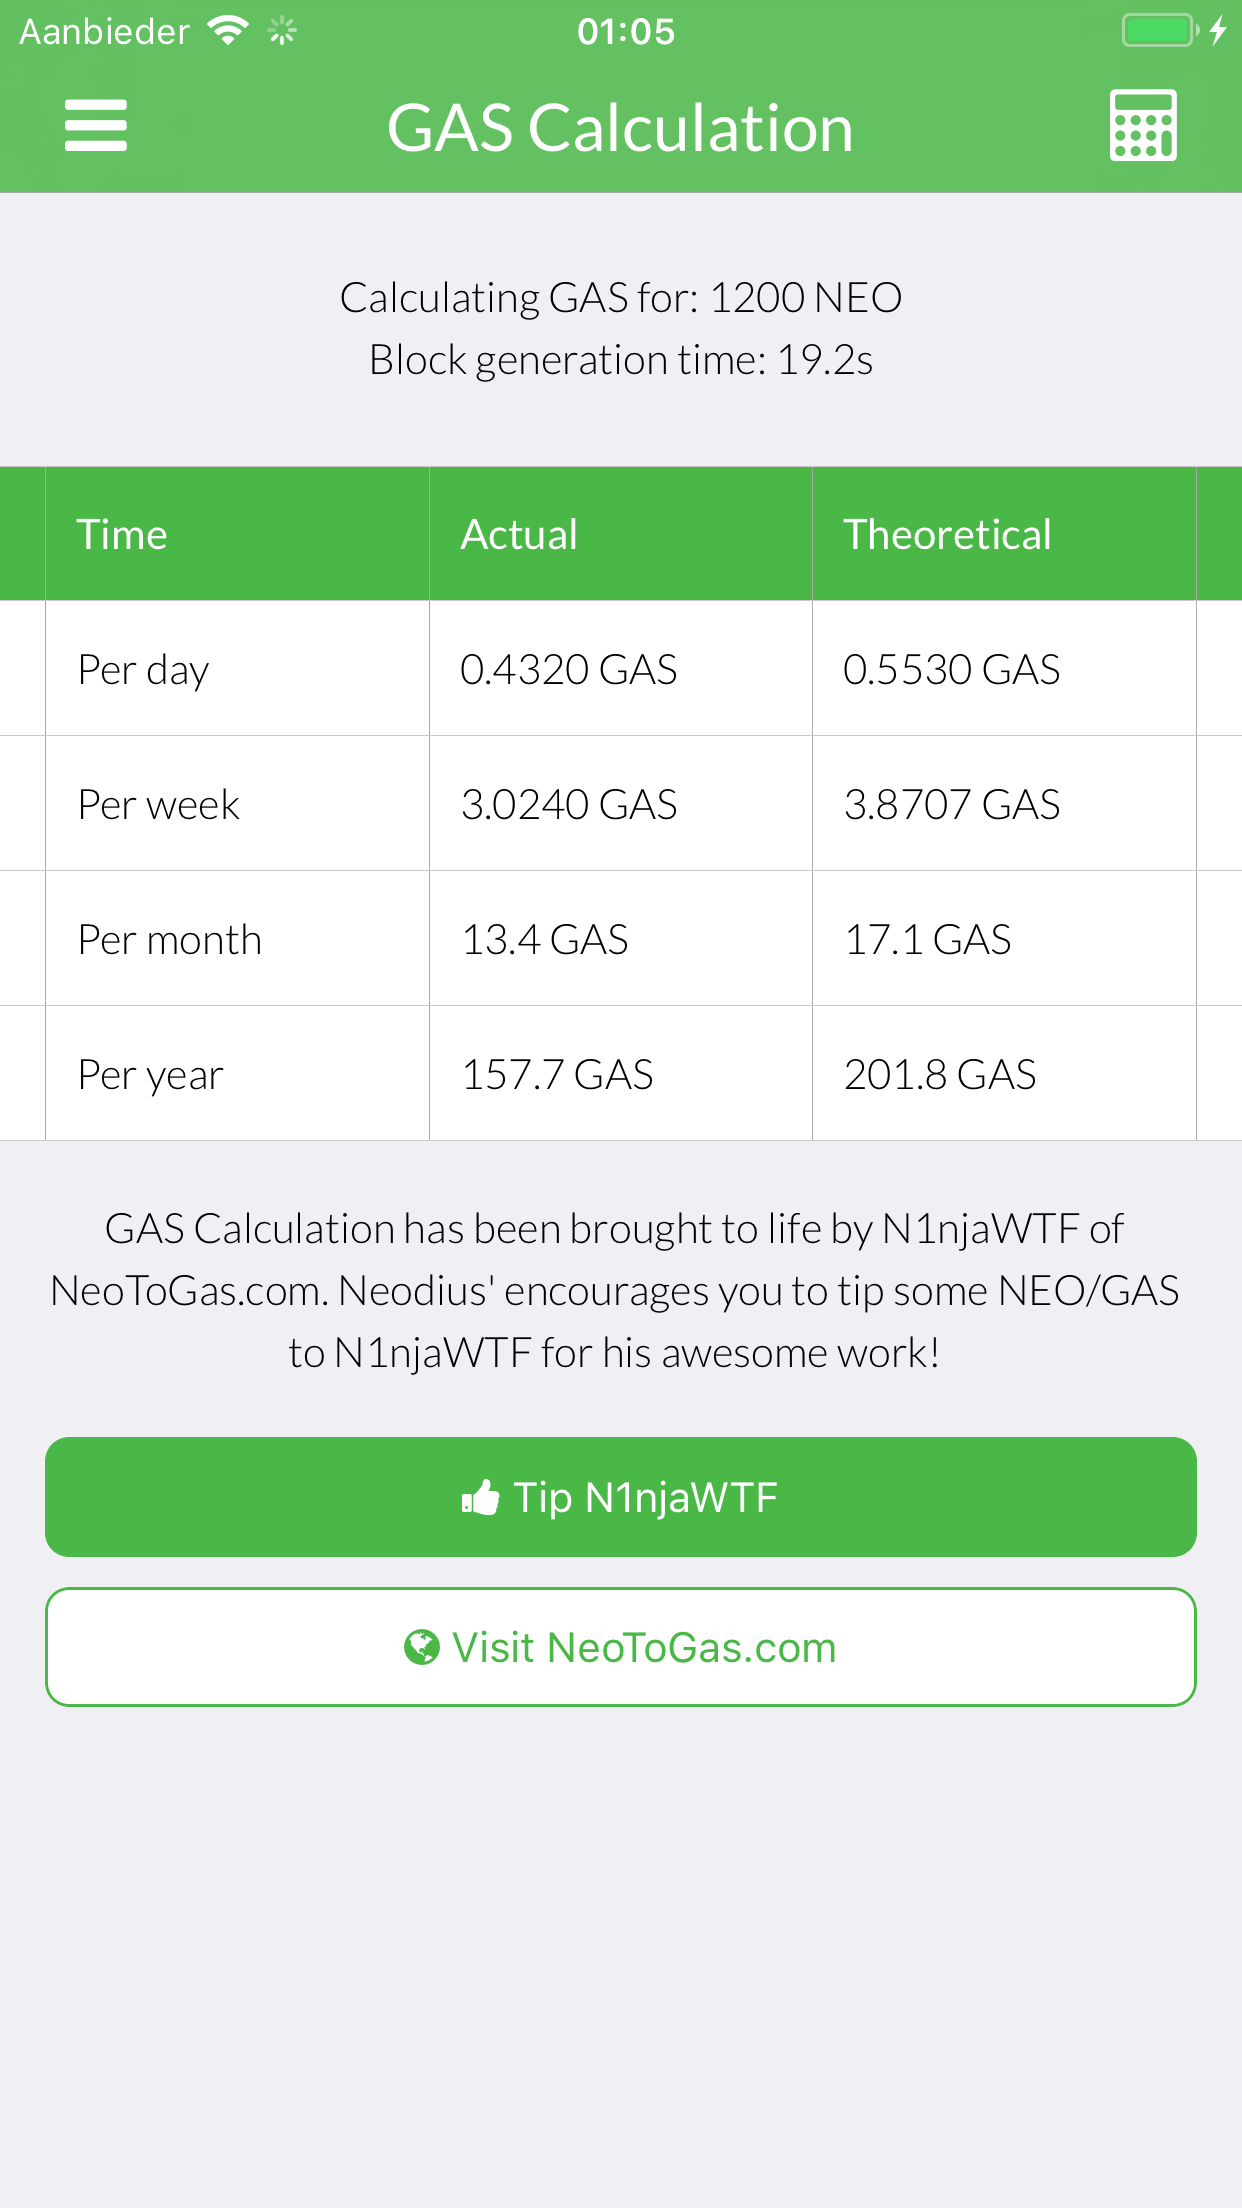 Aanbieder 01:05
GAS Calculation
Calculating GAS for: 1200 NEO
Block generation time: 19.2s
Time Actual Theoretical
Per day 0.4320 GAS 0.5530 GAS
Per week 3.0240 GAS 3.8707 GAS
Per month 13.4 GAS 17.1 GAS
Per year 157.7 GAS 201.8 GAS
GAS Calculation has been brought to life by N1njaWTF of
NeoToGas.com. Neodius' encourages you to tip some NEO/GAS
to N1njaWTF for his awesome work!
Tip N1njaWTF
Visit NeoToGas.com